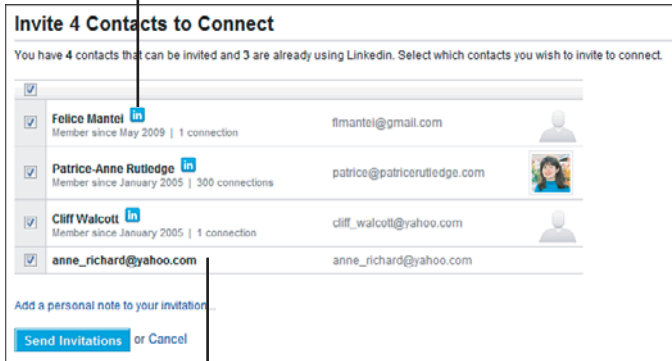 Invite 4 Contacts to Connect
You have 4 contacts that can be invited and 3 are already using Linkedin. Select which contacts you wish to invite to connect.
Felice Mantei in
flmantei@gmail.com
Member since May 2009 | 1 connection
Patrice-Anne Rutledge in
patrice@patricerutledge.com
Member since January 2005 | 300 connections
Cliff Walcott in
cliff_walcott@yahoo.com
Member since January 2005 | 1 connection
anne_richard@yahoo.com anne_richard@yahoo.com
Add a personal note to your invitation...
Send Invitations or Cancel